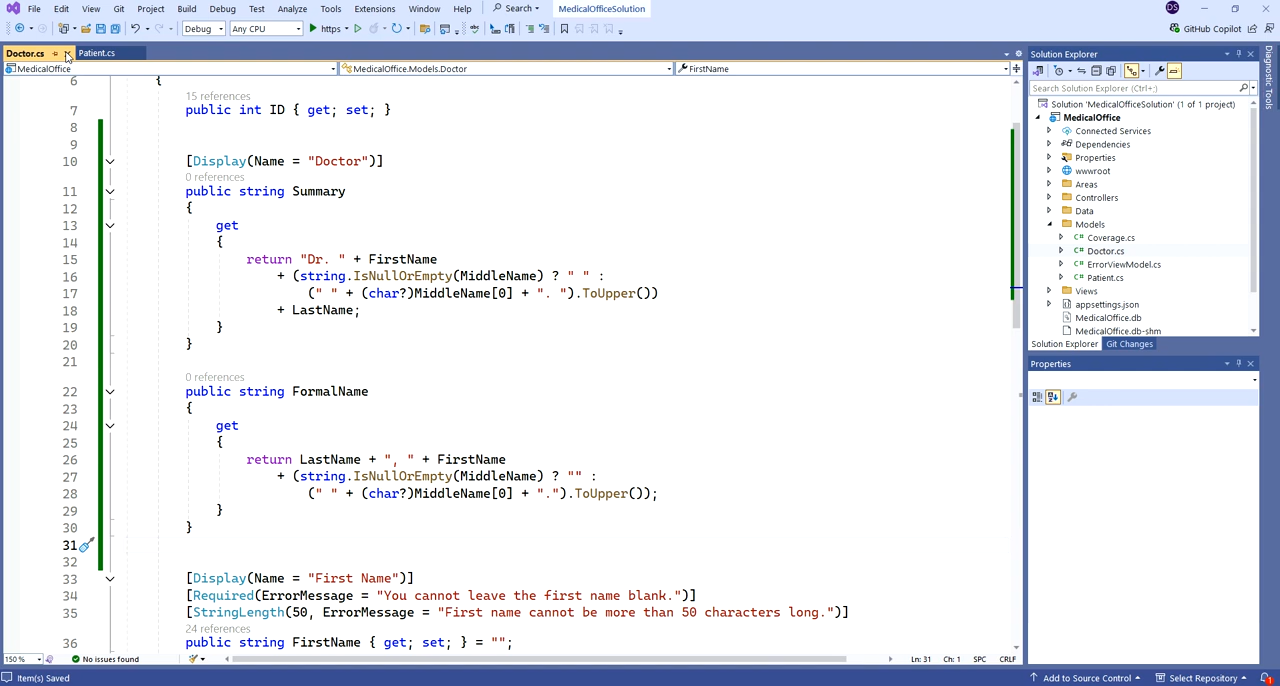 File Edit View Git Project Build Debug Test Analyze Tools Extensions Window Help Search MedicalOfficeSolution DS
Debug Any CPU https GitHub Copilot
Doctor.cs Patient.cs
MedicalOffice MedicalOffice.Models.Doctor FirstName
6 {
15 references
7 public int ID { get; set; }
8
9
10 [Display(Name = "Doctor")]
0 references
11 public string Summary
12 {
13 get
14 {
15 return "Dr. " + FirstName
16 + (string.IsNullOrEmpty(MiddleName) ? " " :
17 (" " + (char?)MiddleName[0] + ". ").ToUpper())
18 + LastName;
19 }
20 }
21
0 references
22 public string FormalName
23 {
24 get
25 {
26 return LastName + ", " + FirstName
27 + (string.IsNullOrEmpty(MiddleName) ? "" :
28 (" " + (char?)MiddleName[0] + ".").ToUpper());
29 }
30 }
31
32
33 [Display(Name = "First Name")]
34 [Required(ErrorMessage = "You cannot leave the first name blank.")]
35 [StringLength(50, ErrorMessage = "First name cannot be more than 50 characters long.")]
24 references
36 public string FirstName { get; set; } = "";
150 % No issues found Ln: 31 Ch: 1 SPC CRLF
Solution Explorer
Search Solution Explorer (Ctrl+;)
Solution 'MedicalOfficeSolution' (1 of 1 project)
MedicalOffice
Connected Services
Dependencies
Properties
wwwroot
Areas
Controllers
Data
Models
C# Coverage.cs
C# Doctor.cs
C# ErrorViewModel.cs
C# Patient.cs
Views
appsettings.json
MedicalOffice.db
MedicalOffice.db-shm
Solution Explorer Git Changes
Properties
Diagnostic Tools
Item(s) Saved Add to Source Control Select Repository 1